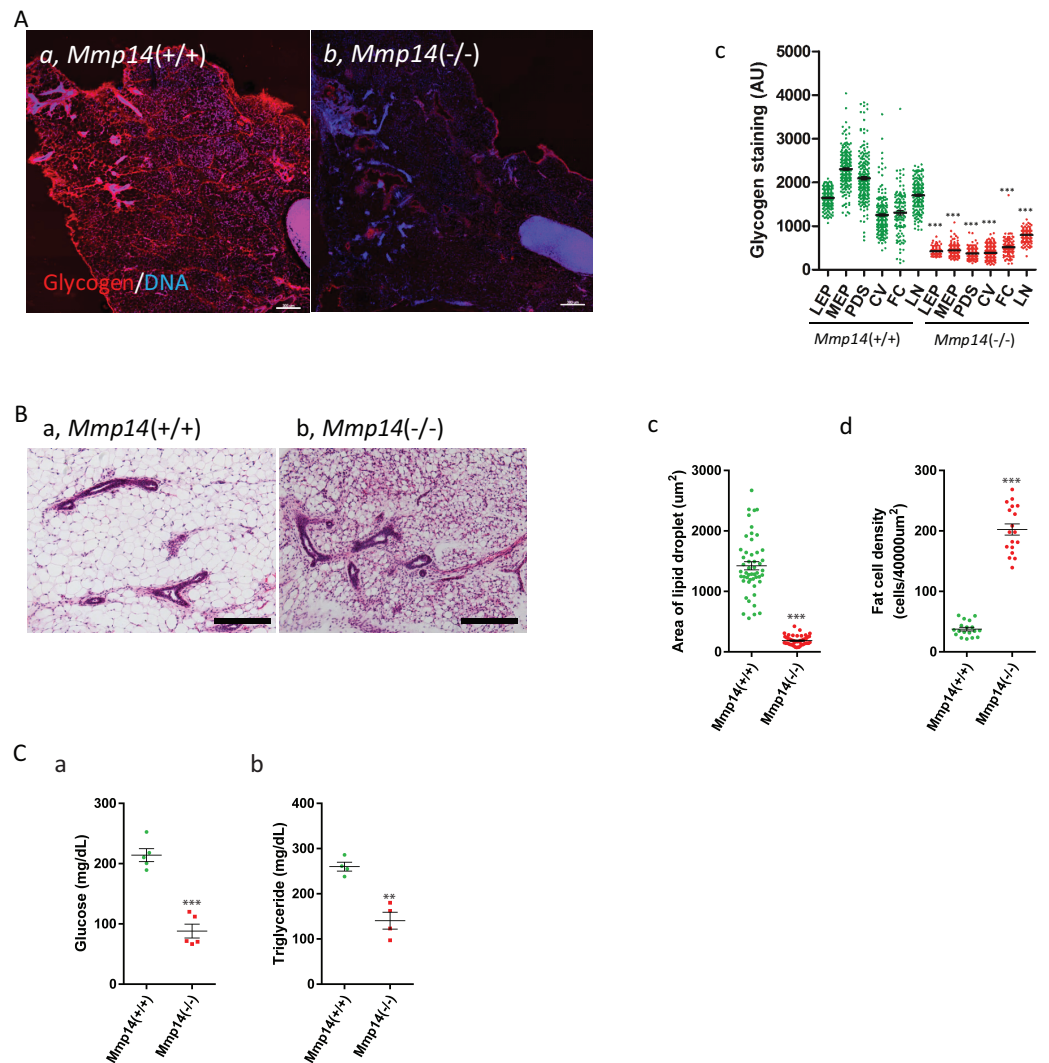 A
a, Mmp14(+/+)
b, Mmp14(-/-)
Glycogen/DNA
c
Glycogen staining (AU)
5000
4000
3000
2000
1000
0
***
***
***
***
***
***
LEP
MEP
PDS
CV
FC
LN
LEP
MEP
PDS
CV
FC
LN
Mmp14(+/+)
Mmp14(-/-)
B
a, Mmp14(+/+)
b, Mmp14(-/-)
c
Area of lipid droplet (um2)
3000
2000
1000
0
***
Mmp14(+/+)
Mmp14(-/-)
d
Fat cell density
(cells/40000um2)
300
200
100
0
***
Mmp14(+/+)
Mmp14(-/-)
C
a
Glucose (mg/dL)
300
200
100
0
***
Mmp14(+/+)
Mmp14(-/-)
b
Triglyceride (mg/dL)
400
300
200
100
0
**
Mmp14(+/+)
Mmp14(-/-)